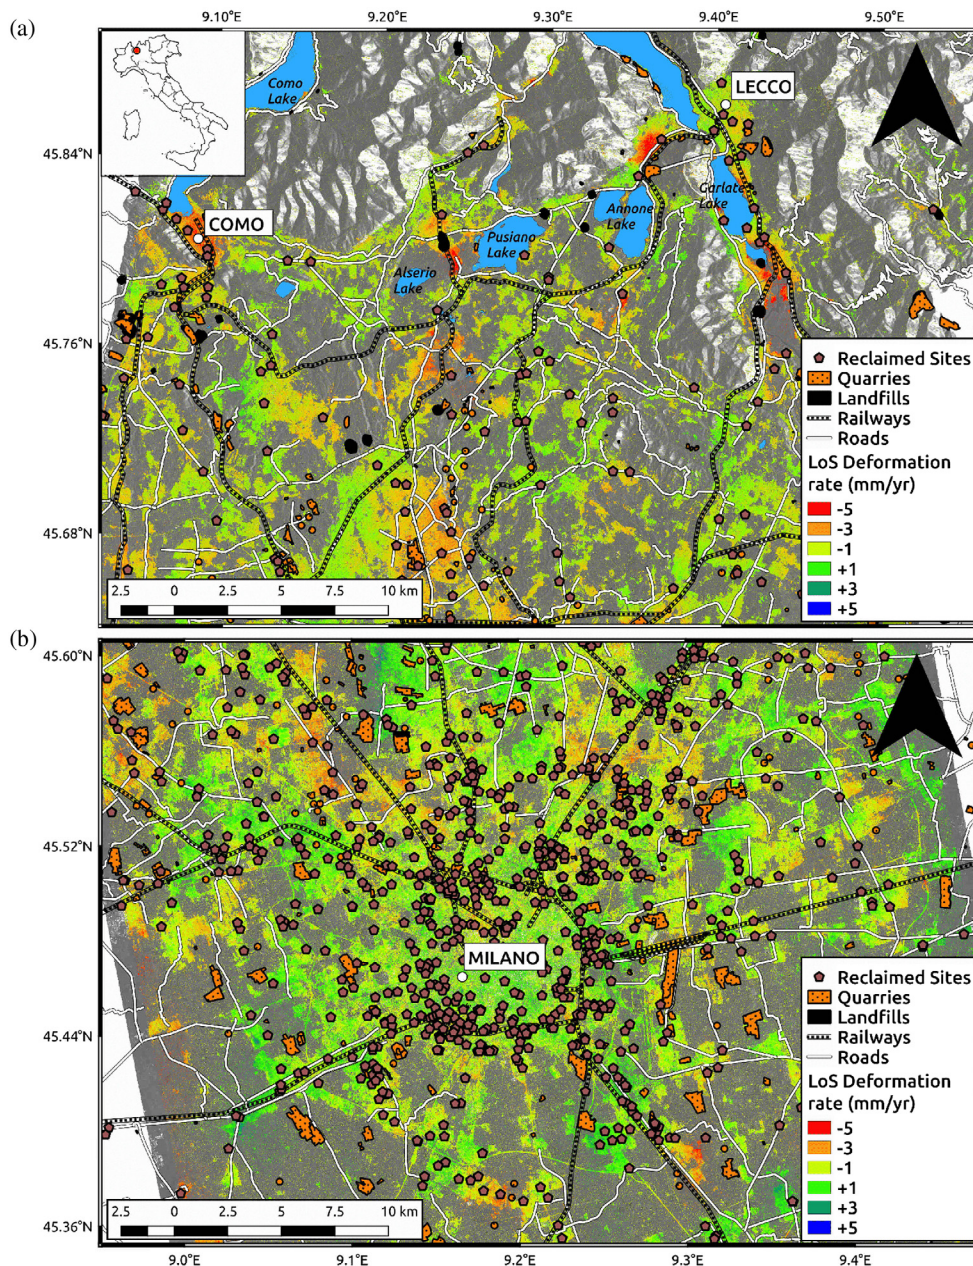 (a)
9.10°E
9.20°E
9.30°E
9.40°E
9.50°E
Como
Lake
LECCO
45.84°N
Garlate
Lake
Annone
Lake
COMO
Pusiano
Lake
Alserio
Lake
45.76°N
Reclaimed Sites
Quarries
Landfills
Railways
Roads
LoS Deformation
rate (mm/yr)
-5
-3
-1
+1
+3
+5
45.68°N
2.5 0 2.5 5 7.5 10 km
(b)
45.60°N
45.52°N
MILANO
45.44°N
Reclaimed Sites
Quarries
Landfills
Railways
Roads
LoS Deformation
rate (mm/yr)
-5
-3
-1
+1
+3
+5
2.5 0 2.5 5 7.5 10 km
45.36°N
9.0°E
9.1°E
9.2°E
9.3°E
9.4°E